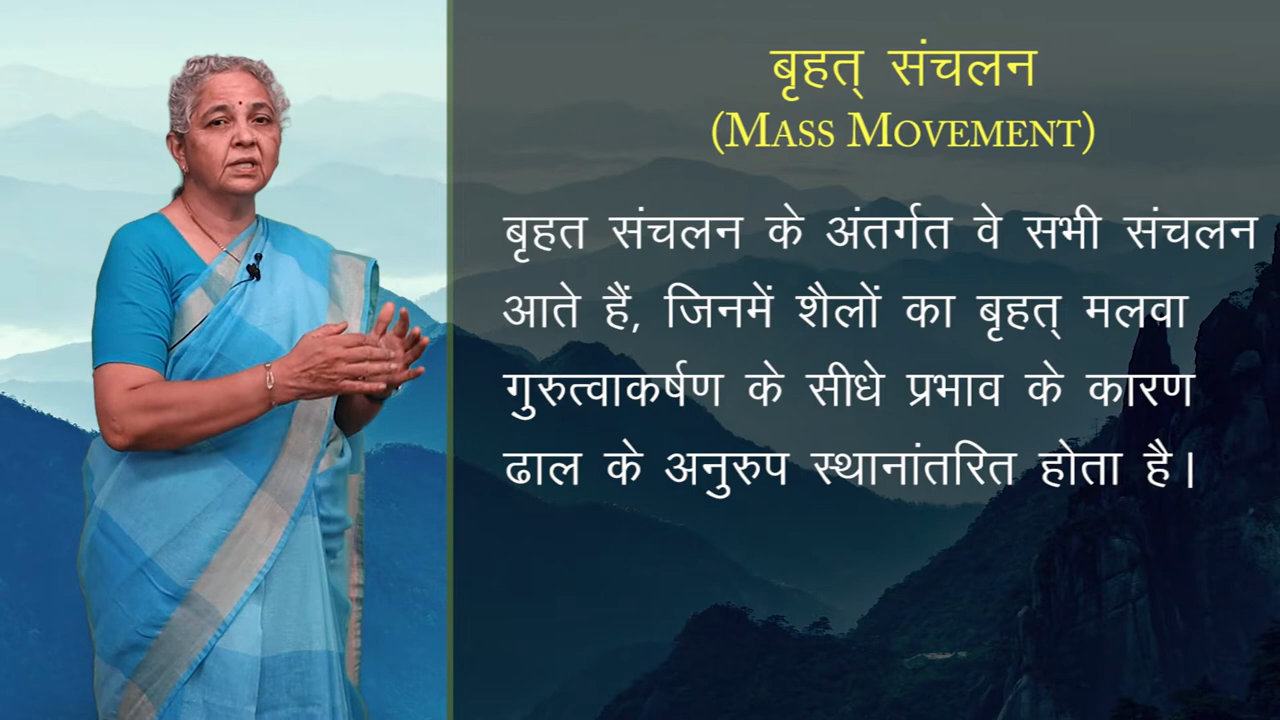 बृहत् संचलन
(MASS MOVEMENT)
बृहत संचलन के अंतर्गत वे सभी संचलन
आते हैं, जिनमें शैलों का बृहत् मलवा
गुरुत्वाकर्षण के सीधे प्रभाव के कारण
ढाल के अनुरुप स्थानांतरित होता है।